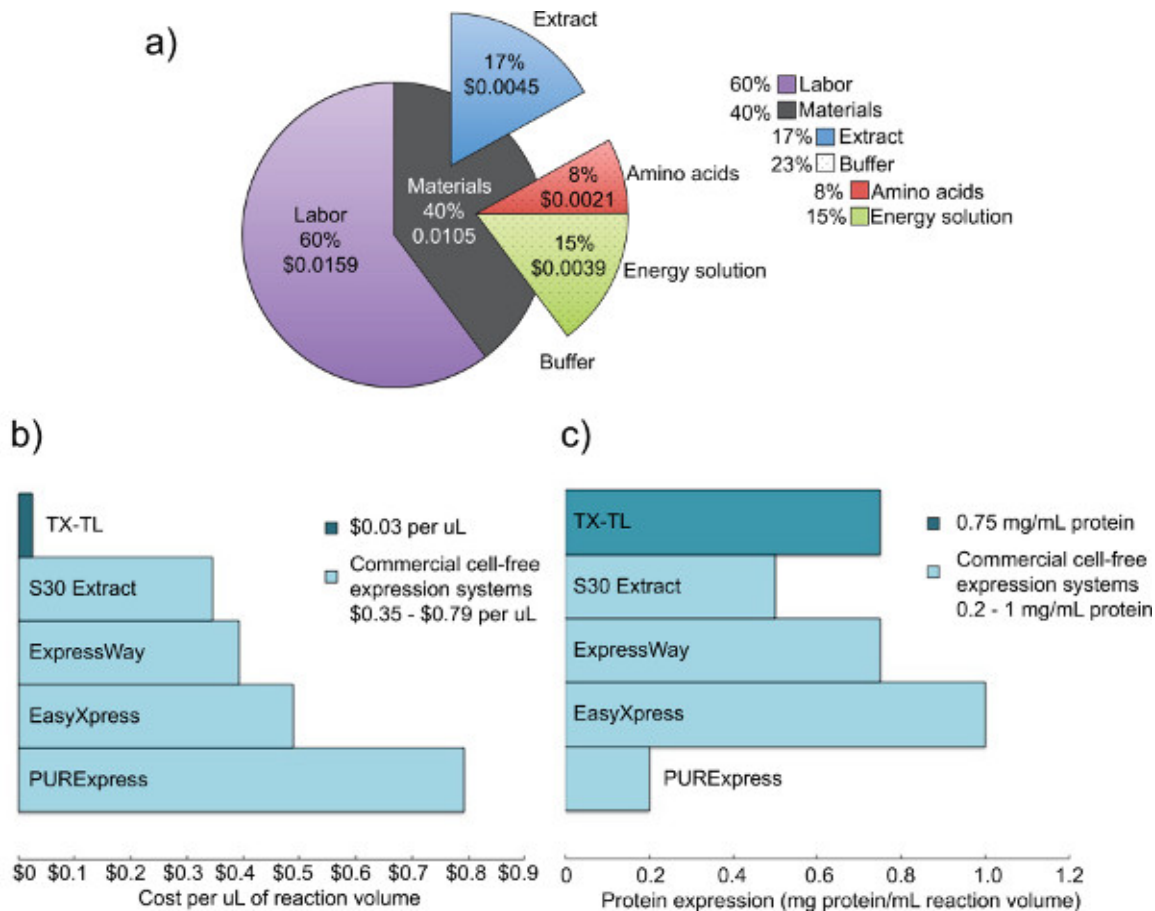 a)
Extract
17%
$0.0045
Amino acids
8%
$0.0021
Materials
40%
0.0105
Labor
60%
$0.0159
15%
$0.0039
Energy solution
Buffer
60% Labor
40% Materials
17% Extract
23% Buffer
8% Amino acids
15% Energy solution
b)
TX-TL
S30 Extract
ExpressWay
EasyXpress
PURExpress
$0.03 per uL
Commercial cell-free
expression systems
$0.35 - $0.79 per uL
$0 $0.1 $0.2 $0.3 $0.4 $0.5 $0.6 $0.7 $0.8 $0.9
Cost per uL of reaction volume
c)
TX-TL
S30 Extract
ExpressWay
EasyXpress
PURExpress
0.75 mg/mL protein
Commercial cell-free
expression systems
0.2 - 1 mg/mL protein
0 0.2 0.4 0.6 0.8 1.0 1.2
Protein expression (mg protein/mL reaction volume)